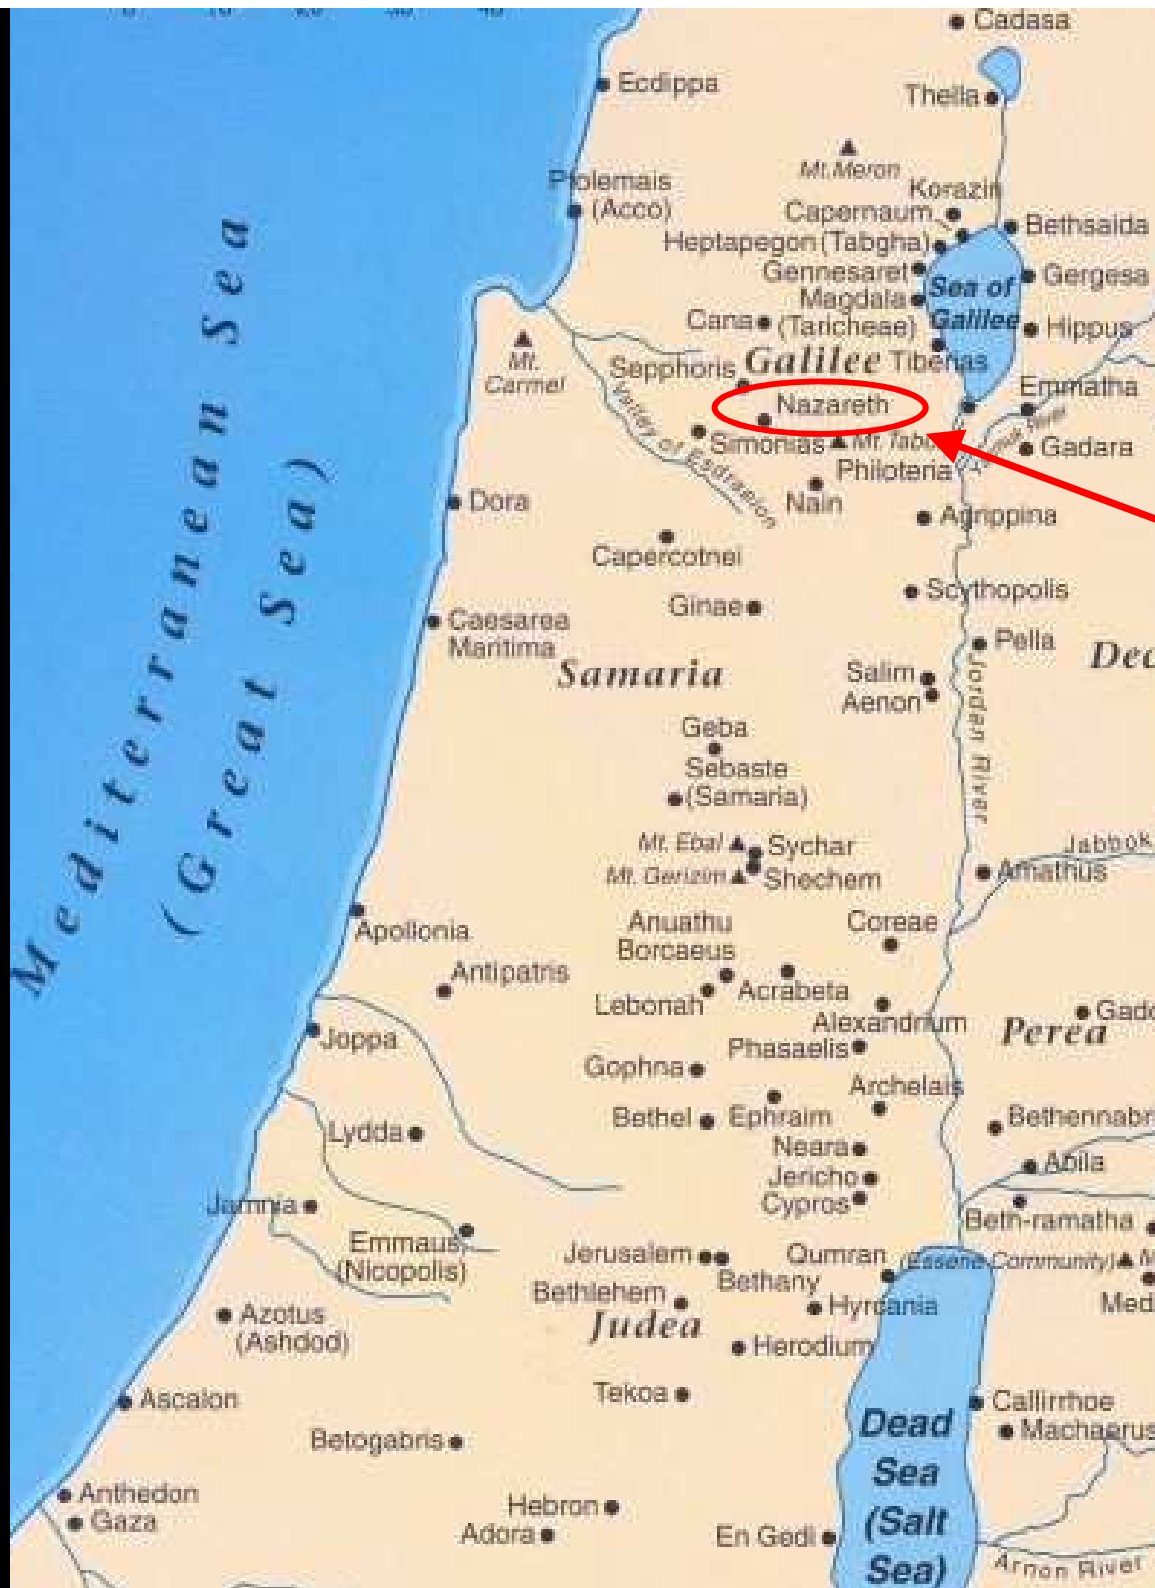 Cadasa
Ecdippa
Thella
Mt. Meron
Ptolemais
(Acco)
Korazin
Capernaum
Bethsaida
Heptapegon (Tabgha)
Gennesaret
Gergesa
Magdala
(Taricheae)
Sea of
Galilee
Cana
Hippus
Mt.
Carmel
Sepphoris
Galilee
Tiberias
Emmatha
Nazareth
Valley of Esdraelon
Simonias
Mt. Tabor
River
Gadara
Philoteria
Nain
Dora
Agrippina
Capercotnei
Scythopolis
Ginae
Caesarea
Maritima
Pella
Dec
Samaria
Salim
Aenon
Jordan River
Geba
Sebaste
(Samaria)
Mediterranean Sea
(Great Sea)
Mt. Ebal
Sychar
Jabbok
Mt. Gerizim
Shechem
Amathus
Apollonia
Anuathu
Borcaeus
Coreae
Antipatris
Lebonah
Acrabeta
Alexandrium
Gado
Perea
Joppa
Phasaelis
Gophna
Archelais
Bethel
Ephraim
Bethennabri
Lydda
Neara
Jericho
Abila
Cypros
Jamnia
Beth-ramatha
Emmaus
(Nicopolis)
Jerusalem
Bethany
Qumran
(Essene Community)
M
Med
Bethlehem
Hyrcania
Azotus
(Ashdod)
Judea
Herodium
Tekoa
Ascalon
Callirrhoe
Machaerus
Betogabris
Dead
Sea
(Salt
Sea)
Anthedon
Gaza
Hebron
Adora
En Gedi
Arnon River